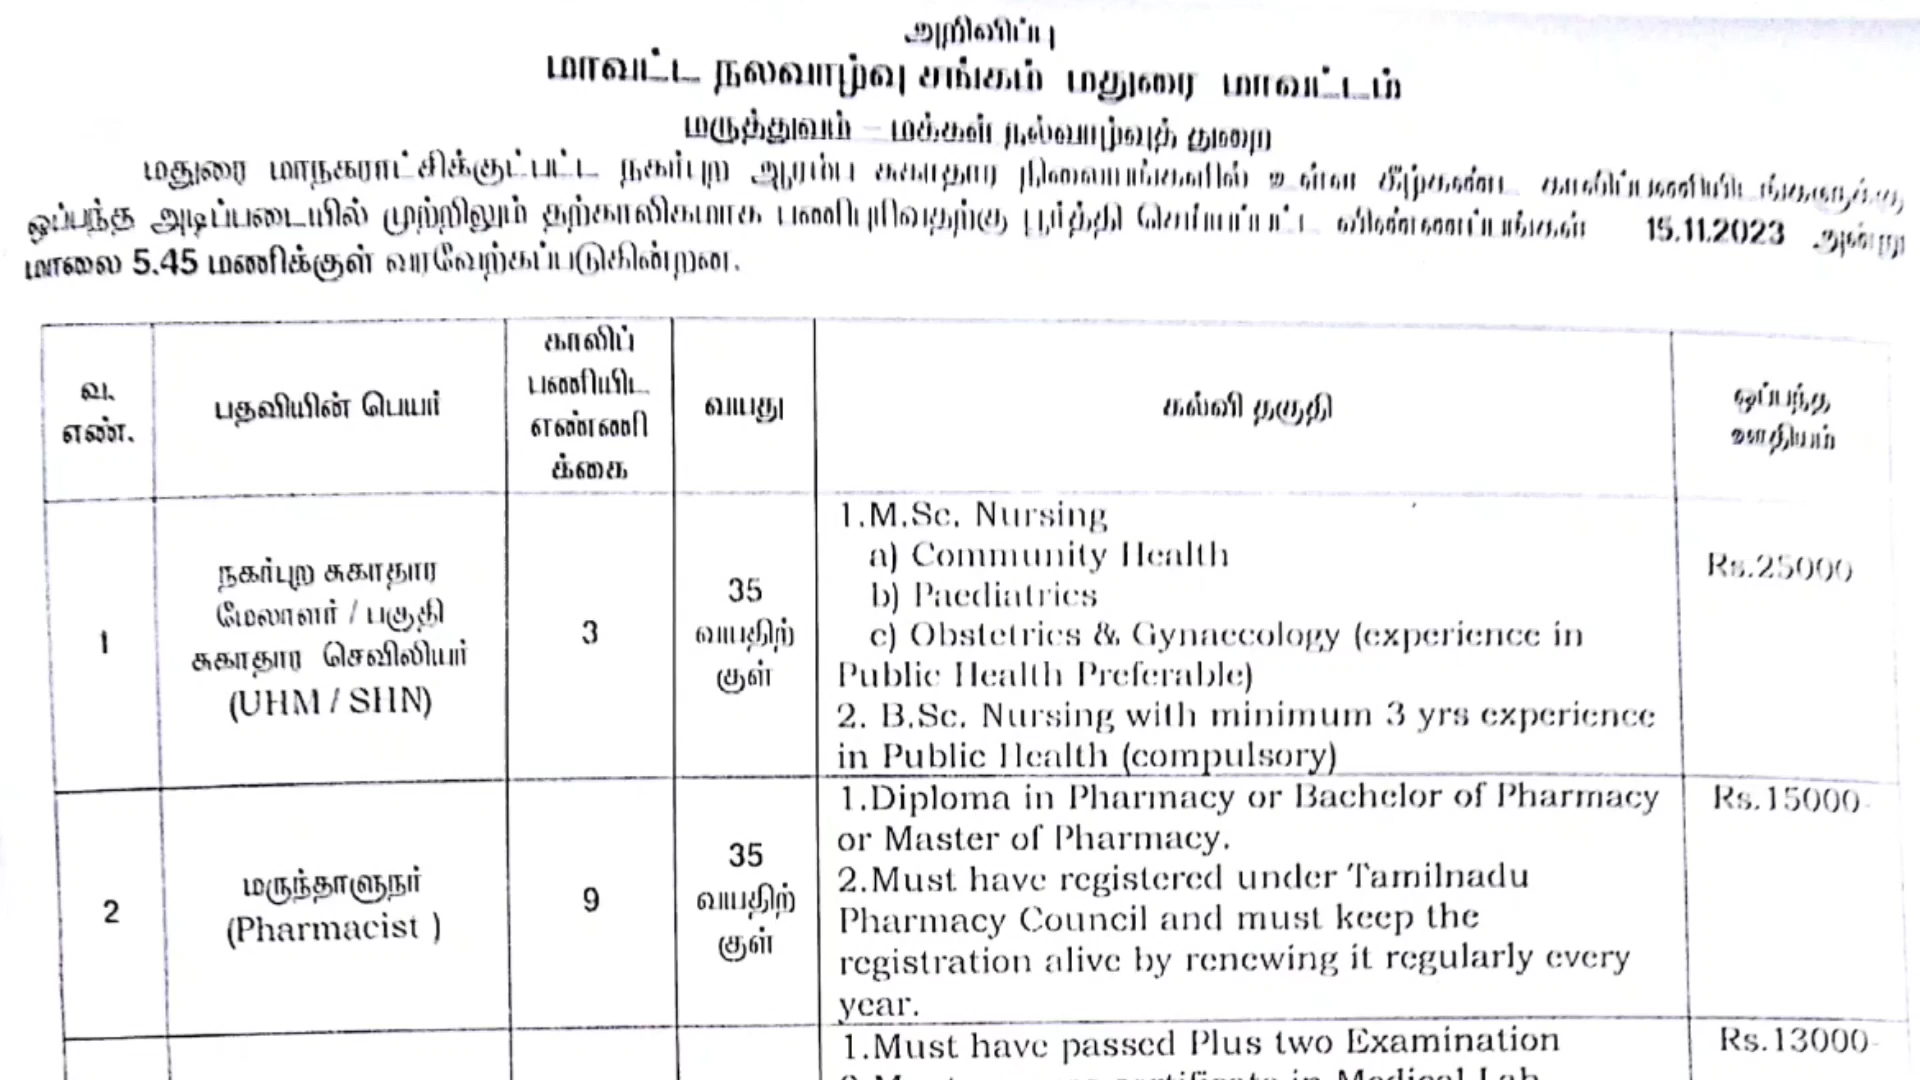 அறிவிப்பு
மாவட்ட நலவாழ்வு சங்கம் மதுரை மாவட்டம்
மருத்துவம் – மக்கள் நல்வாழ்வுத் துறை
மதுரை மாநகராட்சிக்குட்பட்ட நகர்புற ஆரம்ப சுகாதார நிலையங்களில் உள்ள கீழ்கண்ட காலிப்பணியிடங்களுக்கு
ஒப்பந்த அடிப்படையில் முற்றிலும் தற்காலிகமாக பணிபுரிவதற்கு பூர்த்தி செய்யப்பட்ட விண்ணப்பங்கள் 15.11.2023 அன்று
மாலை 5.45 மணிக்குள் வரவேற்கப்படுகின்றன.
வ.
எண்.
பதவியின் பெயர்
காலிப்
பணியிட
எண்ணி
க்கை
வயது
கல்வி தகுதி
ஒப்பந்த
ஊதியம்
1
நகர்புற சுகாதார
மேலாளர் / பகுதி
சுகாதார செவிலியர்
(UHM / SHN)
3
35
வயதிற்
குள்
1.M.Sc. Nursing
a) Community Health
b) Paediatrics
c) Obstetrics & Gynaecology (experience in
Public Health Preferable)
2. B.Sc. Nursing with minimum 3 yrs experience
in Public Health (compulsory)
Rs.25000
2
மருந்தாளுநர்
(Pharmacist )
9
35
வயதிற்
குள்
1.Diploma in Pharmacy or Bachelor of Pharmacy
or Master of Pharmacy.
2.Must have registered under Tamilnadu
Pharmacy Council and must keep the
registration alive by renewing it regularly every
year.
Rs.15000-
1.Must have passed Plus two Examination
Rs.13000-